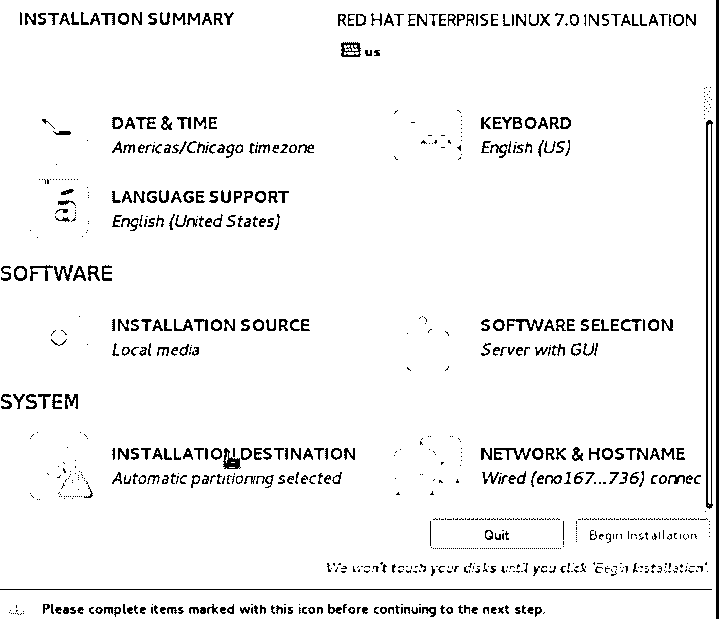 INSTALLATION SUMMARY
RED HAT ENTERPRISE LINUX 7.0 INSTALLATION
us
DATE & TIME
Americas/Chicago timezone
KEYBOARD
English (US)
LANGUAGE SUPPORT
English (United States)
SOFTWARE
INSTALLATION SOURCE
Local media
SOFTWARE SELECTION
Server with GUI
SYSTEM
INSTALLATION DESTINATION
Automatic partitioning selected
NETWORK & HOSTNAME
Wired (eno167...736) connec
Quit
Begin Installation
We won't touch your disks until you click 'Begin Installation'.
Please complete items marked with this icon before continuing to the next step.